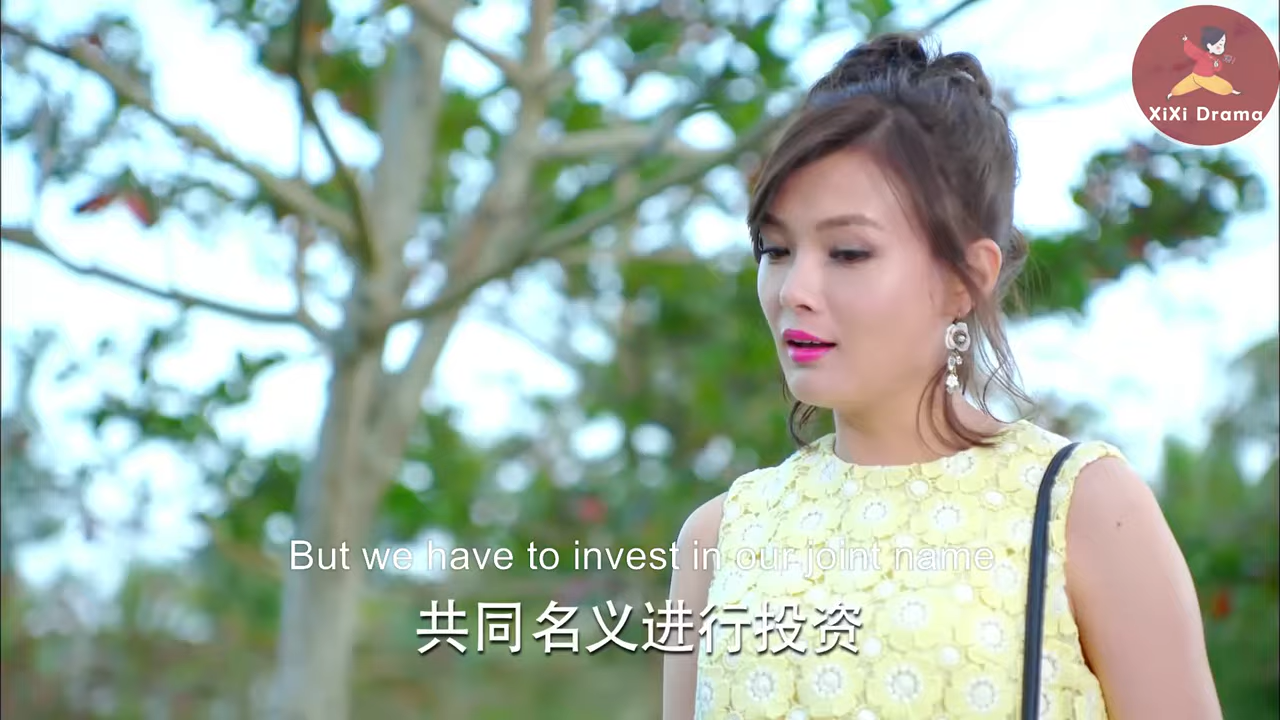 XiXi Drama
But we have to invest in our joint name
共同名义进行投资